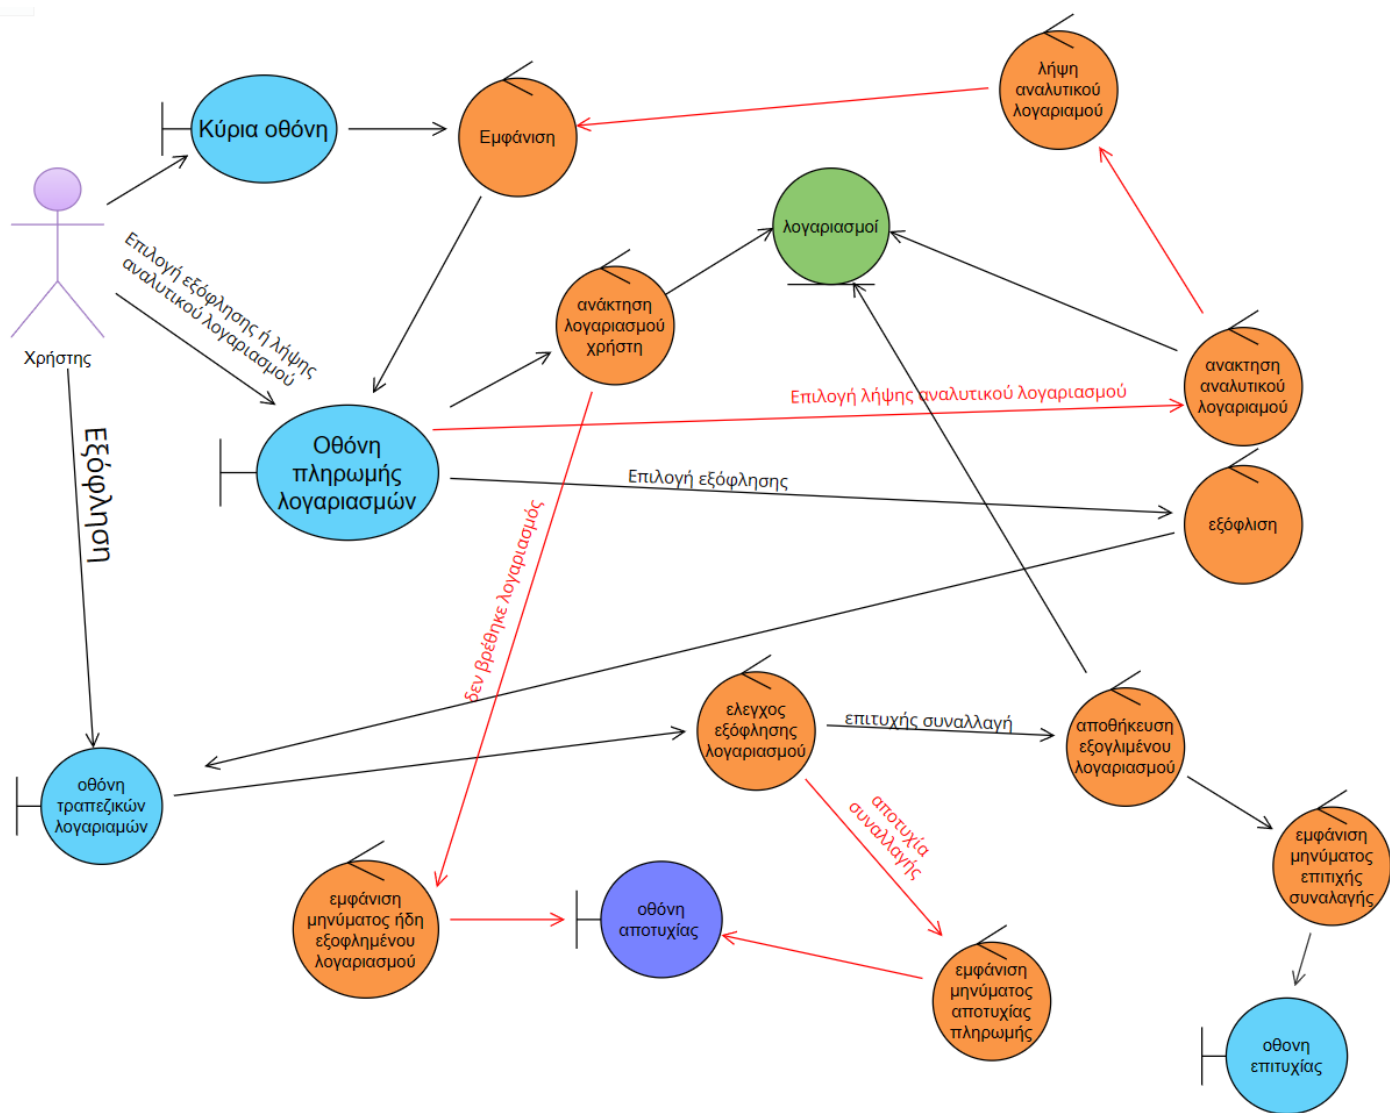 λήψη
αναλυτικού
λογαριαμού
Κύρια οθόνη
Εμφάνιση
λογαριασμοί
Επιλογή εξόφλησης ή λήψης
αναλυτικού λογαριασμού
ανάκτηση
λογαριασμού
χρήστη
Χρήστης
ανακτηση
αναλυτικού
λογαριαμού
Επιλογή λήψης αναλυτικού λογαριασμού
Οθόνη
πληρωμής
λογαριασμών
Εξόφληση
Επιλογή εξόφλησης
εξόφλιση
δεν βρέθηκε λογαριασμός
ελεγχος
εξόφλησης
λογαριασμού
επιτυχής συναλλαγή
αποθήκευση
εξογλιμένου
λογαριασμού
οθόνη
τραπεζικών
λογαριαμών
αποτυχία
συναλλαγής
εμφάνιση
μηνύματος
επιτιχής
συναλαγής
εμφάνιση
μηνύματος ήδη
εξοφλημένου
λογαριασμού
οθόνη
αποτυχίας
εμφάνιση
μηνύματος
αποτυχίας
πληρωμής
οθονη
επιτυχίας